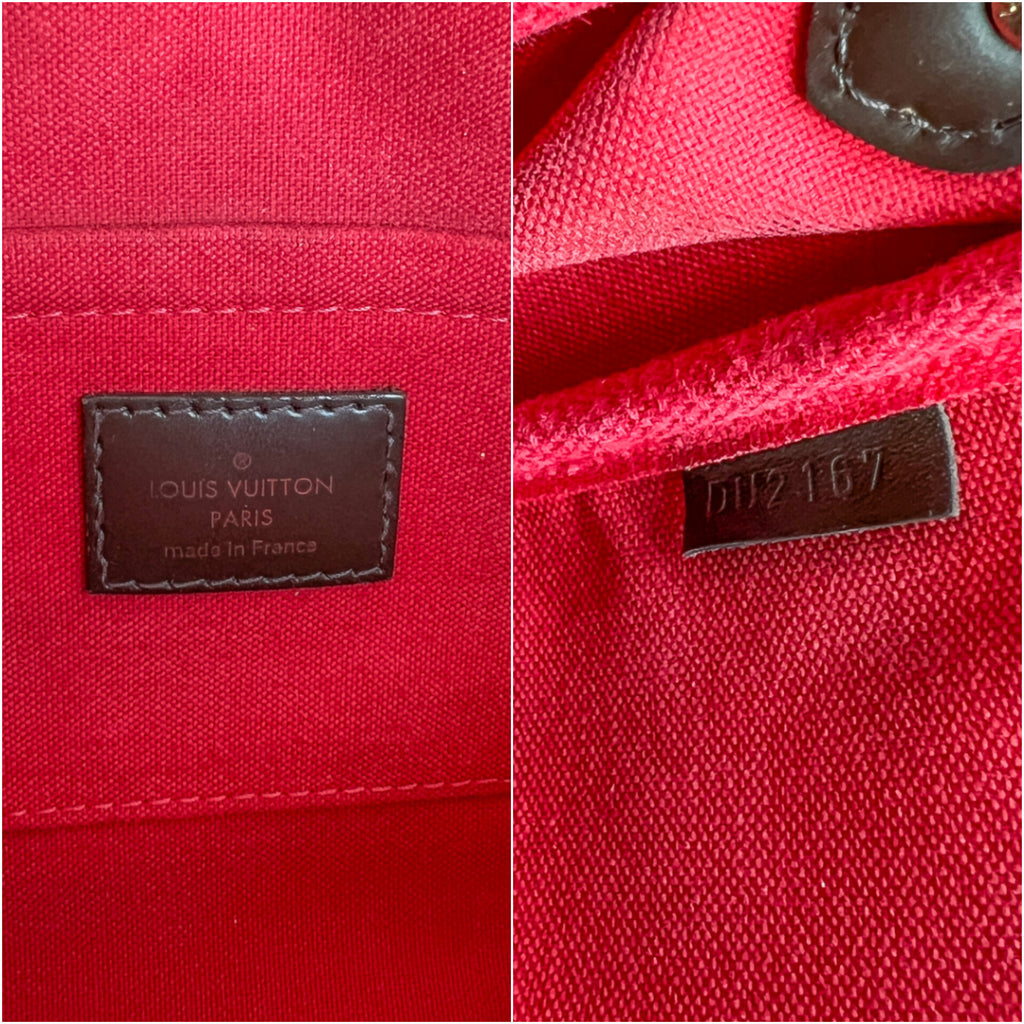 ®
LOUIS VUITTON
PARIS
made in France
DU2167